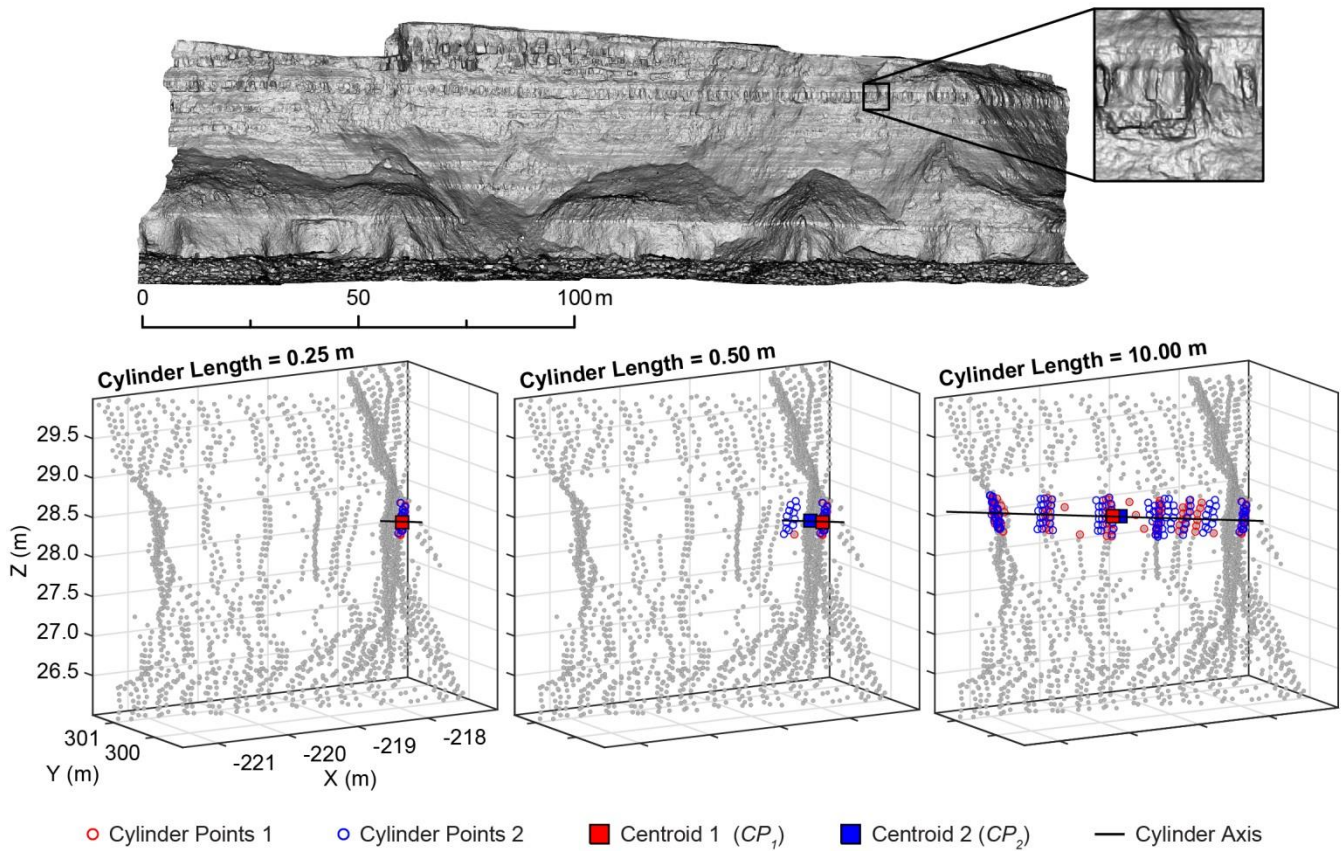 0 50 100 m
Cylinder Length = 0.25 m
Cylinder Length = 0.50 m
Cylinder Length = 10.00 m
29.5
29.0
28.5
28.0
27.5
27.0
26.5
Z (m)
301
300
Y (m)
-221
-220
-219
-218
X (m)
Cylinder Points 1 Cylinder Points 2 Centroid 1 (CP₁) Centroid 2 (CP₂) Cylinder Axis